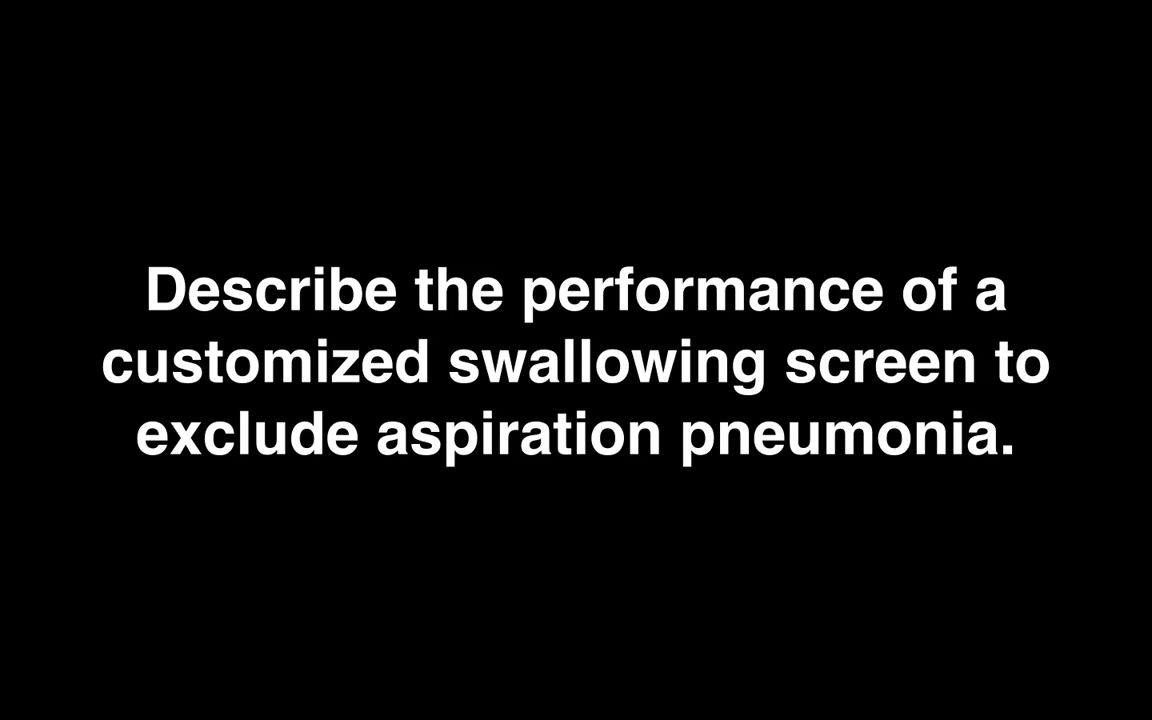 Describe the performance of a
customized swallowing screen to
exclude aspiration pneumonia.